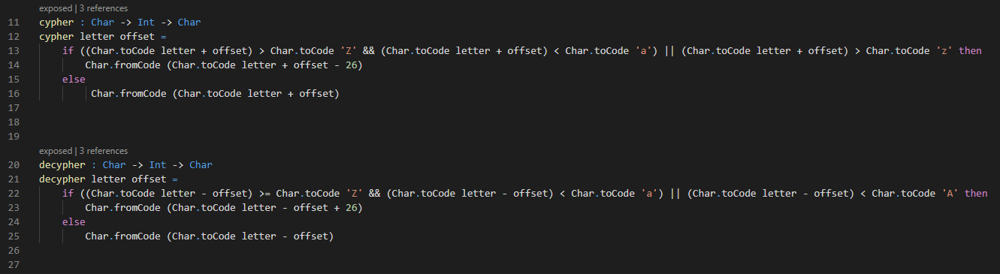 exposed | 3 references
11 cypher : Char -> Int -> Char
12 cypher letter offset =
13     if ((Char.toCode letter + offset) > Char.toCode 'Z' && (Char.toCode letter + offset) < Char.toCode 'a') || (Char.toCode letter + offset) > Char.toCode 'z' then
14         Char.fromCode (Char.toCode letter + offset - 26)
15     else
16          Char.fromCode (Char.toCode letter + offset)
17
18
19
exposed | 3 references
20 decypher : Char -> Int -> Char
21 decypher letter offset =
22     if ((Char.toCode letter - offset) >= Char.toCode 'Z' && (Char.toCode letter - offset) < Char.toCode 'a') || (Char.toCode letter - offset) < Char.toCode 'A' then
23         Char.fromCode (Char.toCode letter - offset + 26)
24     else
25         Char.fromCode (Char.toCode letter - offset)
26
27